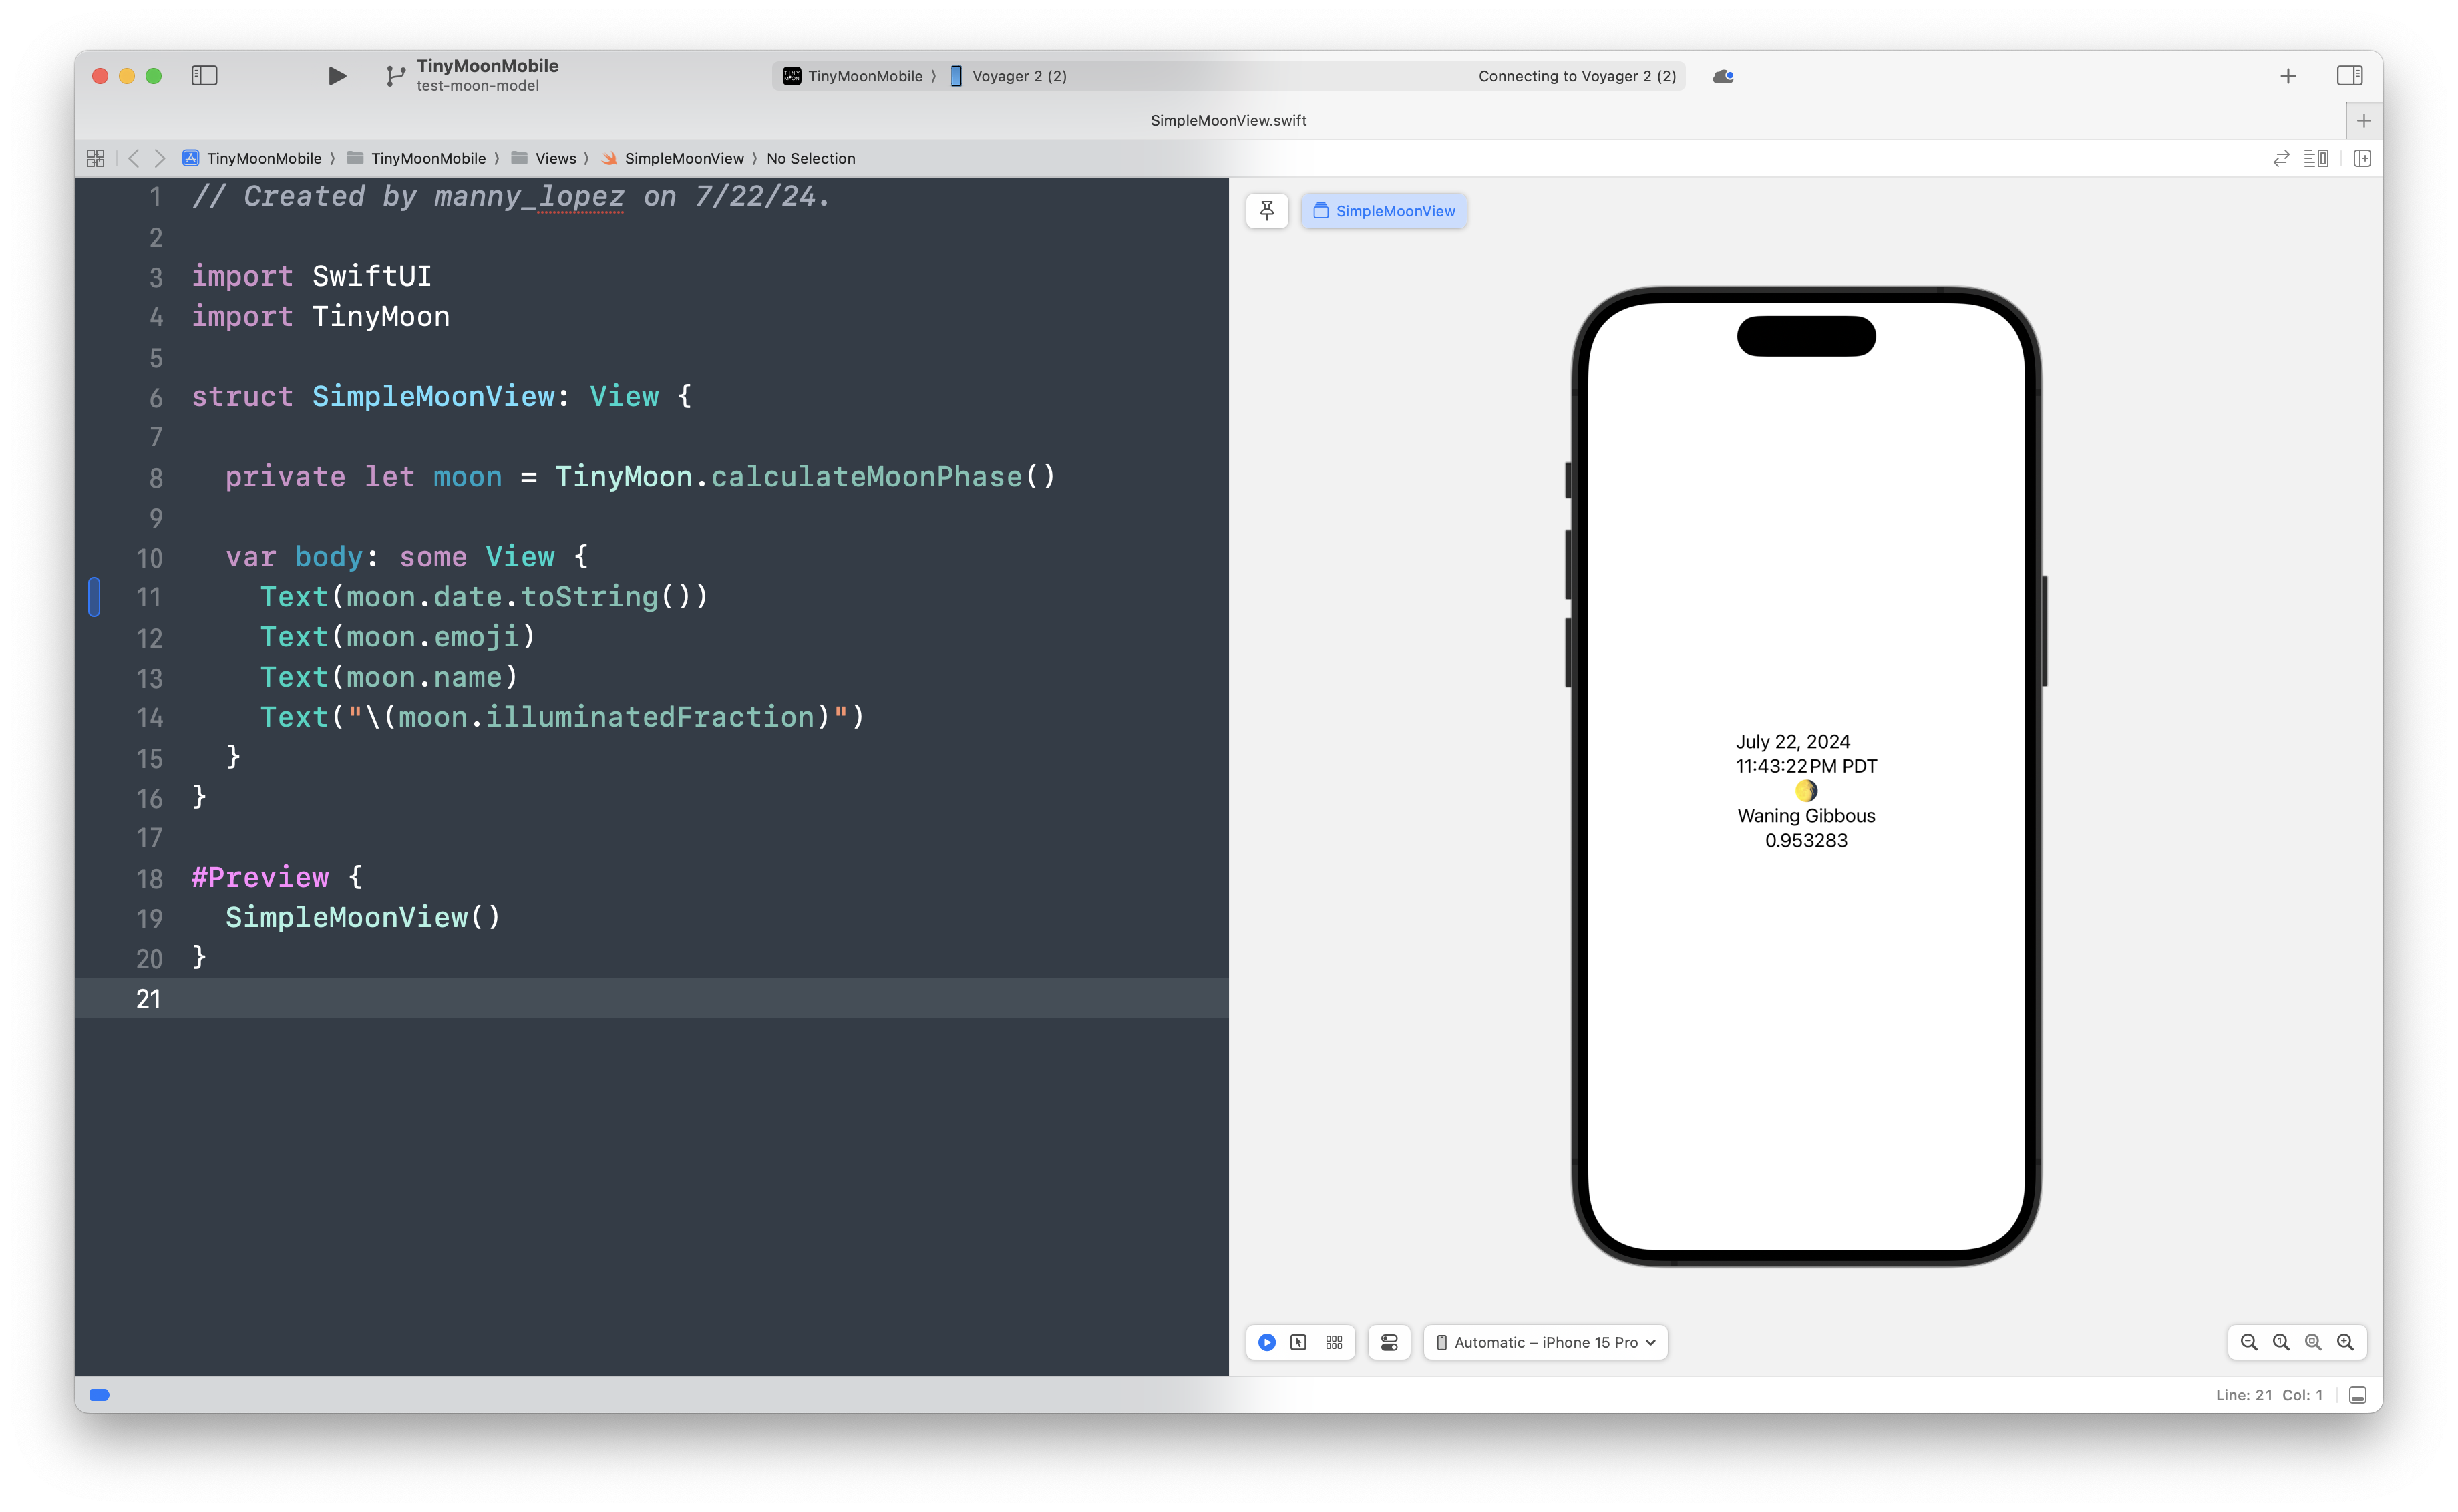 TinyMoonMobile
test-moon-model
TinyMoonMobile 〉 Voyager 2 (2)
Connecting to Voyager 2 (2)
SimpleMoonView.swift
TinyMoonMobile 〉 TinyMoonMobile 〉 Views 〉 SimpleMoonView 〉 No Selection
1 // Created by manny_lopez on 7/22/24.
2
3 import SwiftUI
4 import TinyMoon
5
6 struct SimpleMoonView: View {
7
8   private let moon = TinyMoon.calculateMoonPhase()
9
10   var body: some View {
11     Text(moon.date.toString())
12     Text(moon.emoji)
13     Text(moon.name)
14     Text("\(moon.illuminatedFraction)")
15   }
16 }
17
18 #Preview {
19   SimpleMoonView()
20 }
21
SimpleMoonView
July 22, 2024
11:43:22 PM PDT
🌖
Waning Gibbous
0.953283
Automatic – iPhone 15 Pro
Line: 21 Col: 1